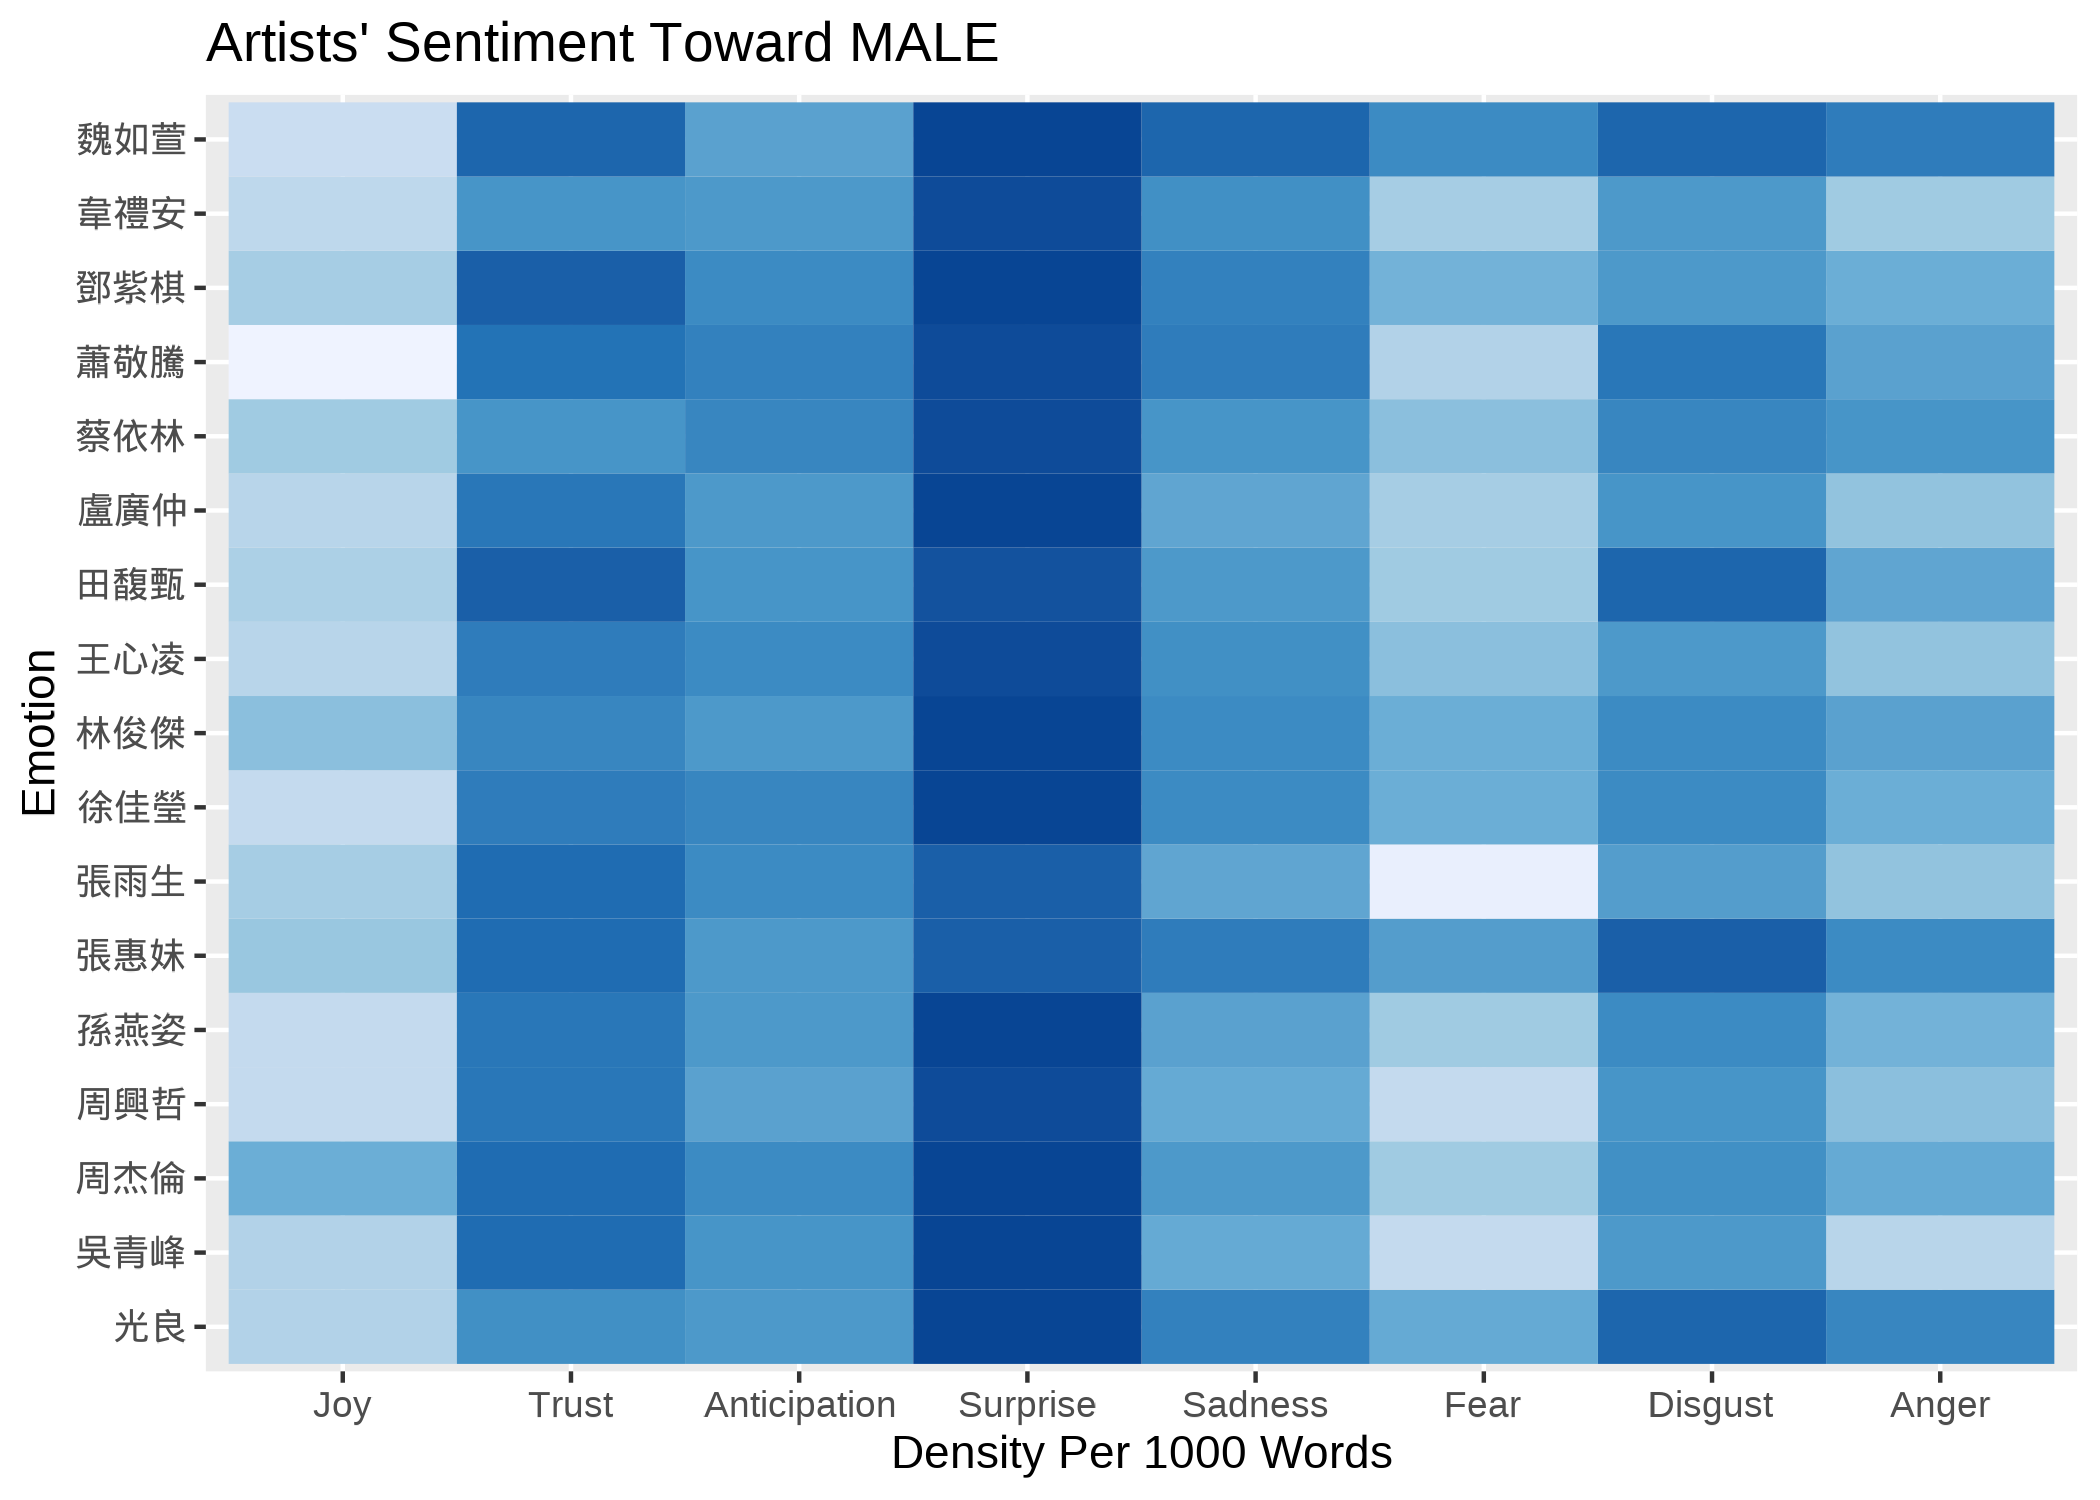 Artists' Sentiment Toward MALE
魏如萱
韋禮安
鄧紫棋
蕭敬騰
蔡依林
盧廣仲
田馥甄
王心凌
林俊傑
徐佳瑩
張雨生
張惠妹
孫燕姿
周興哲
周杰倫
吳青峰
光良
Emotion
Joy Trust Anticipation Surprise Sadness Fear Disgust Anger
Density Per 1000 Words